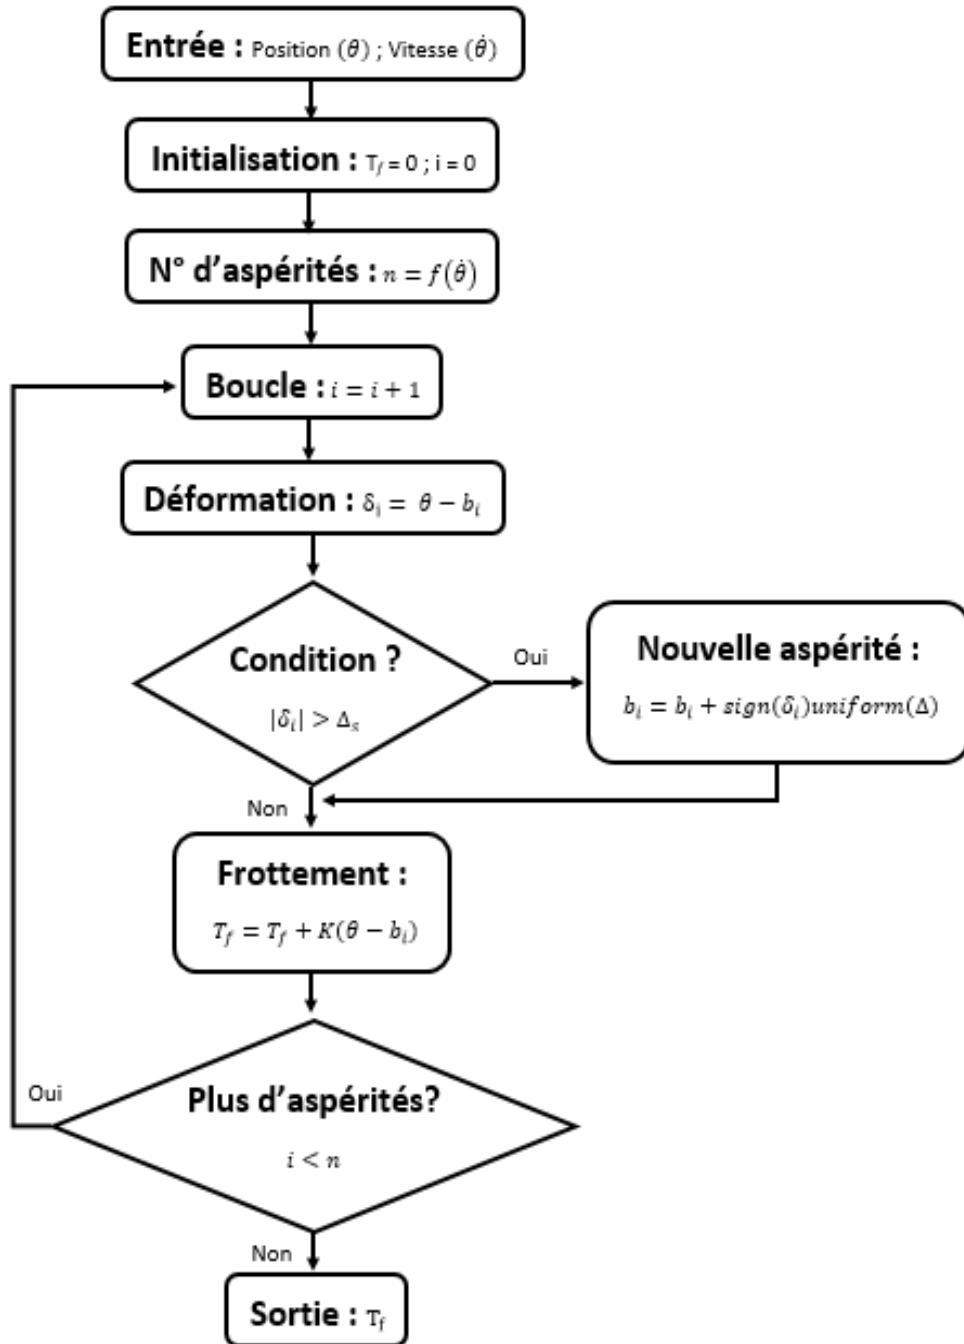 Entrée : Position (θ) ; Vitesse (θ̇)
Initialisation : T_f = 0 ; i = 0
N° d’aspérités : n = f(θ̇)
Boucle : i = i + 1
Déformation : δ_i = θ − b_i
Condition ?
|δ_i| > Δ_s
Oui
Nouvelle aspérité :
b_i = b_i + sign(δ_i)uniform(Δ)
Non
Frottement :
T_f = T_f + K(θ − b_i)
Plus d’aspérités?
i < n
Oui
Non
Sortie : T_f